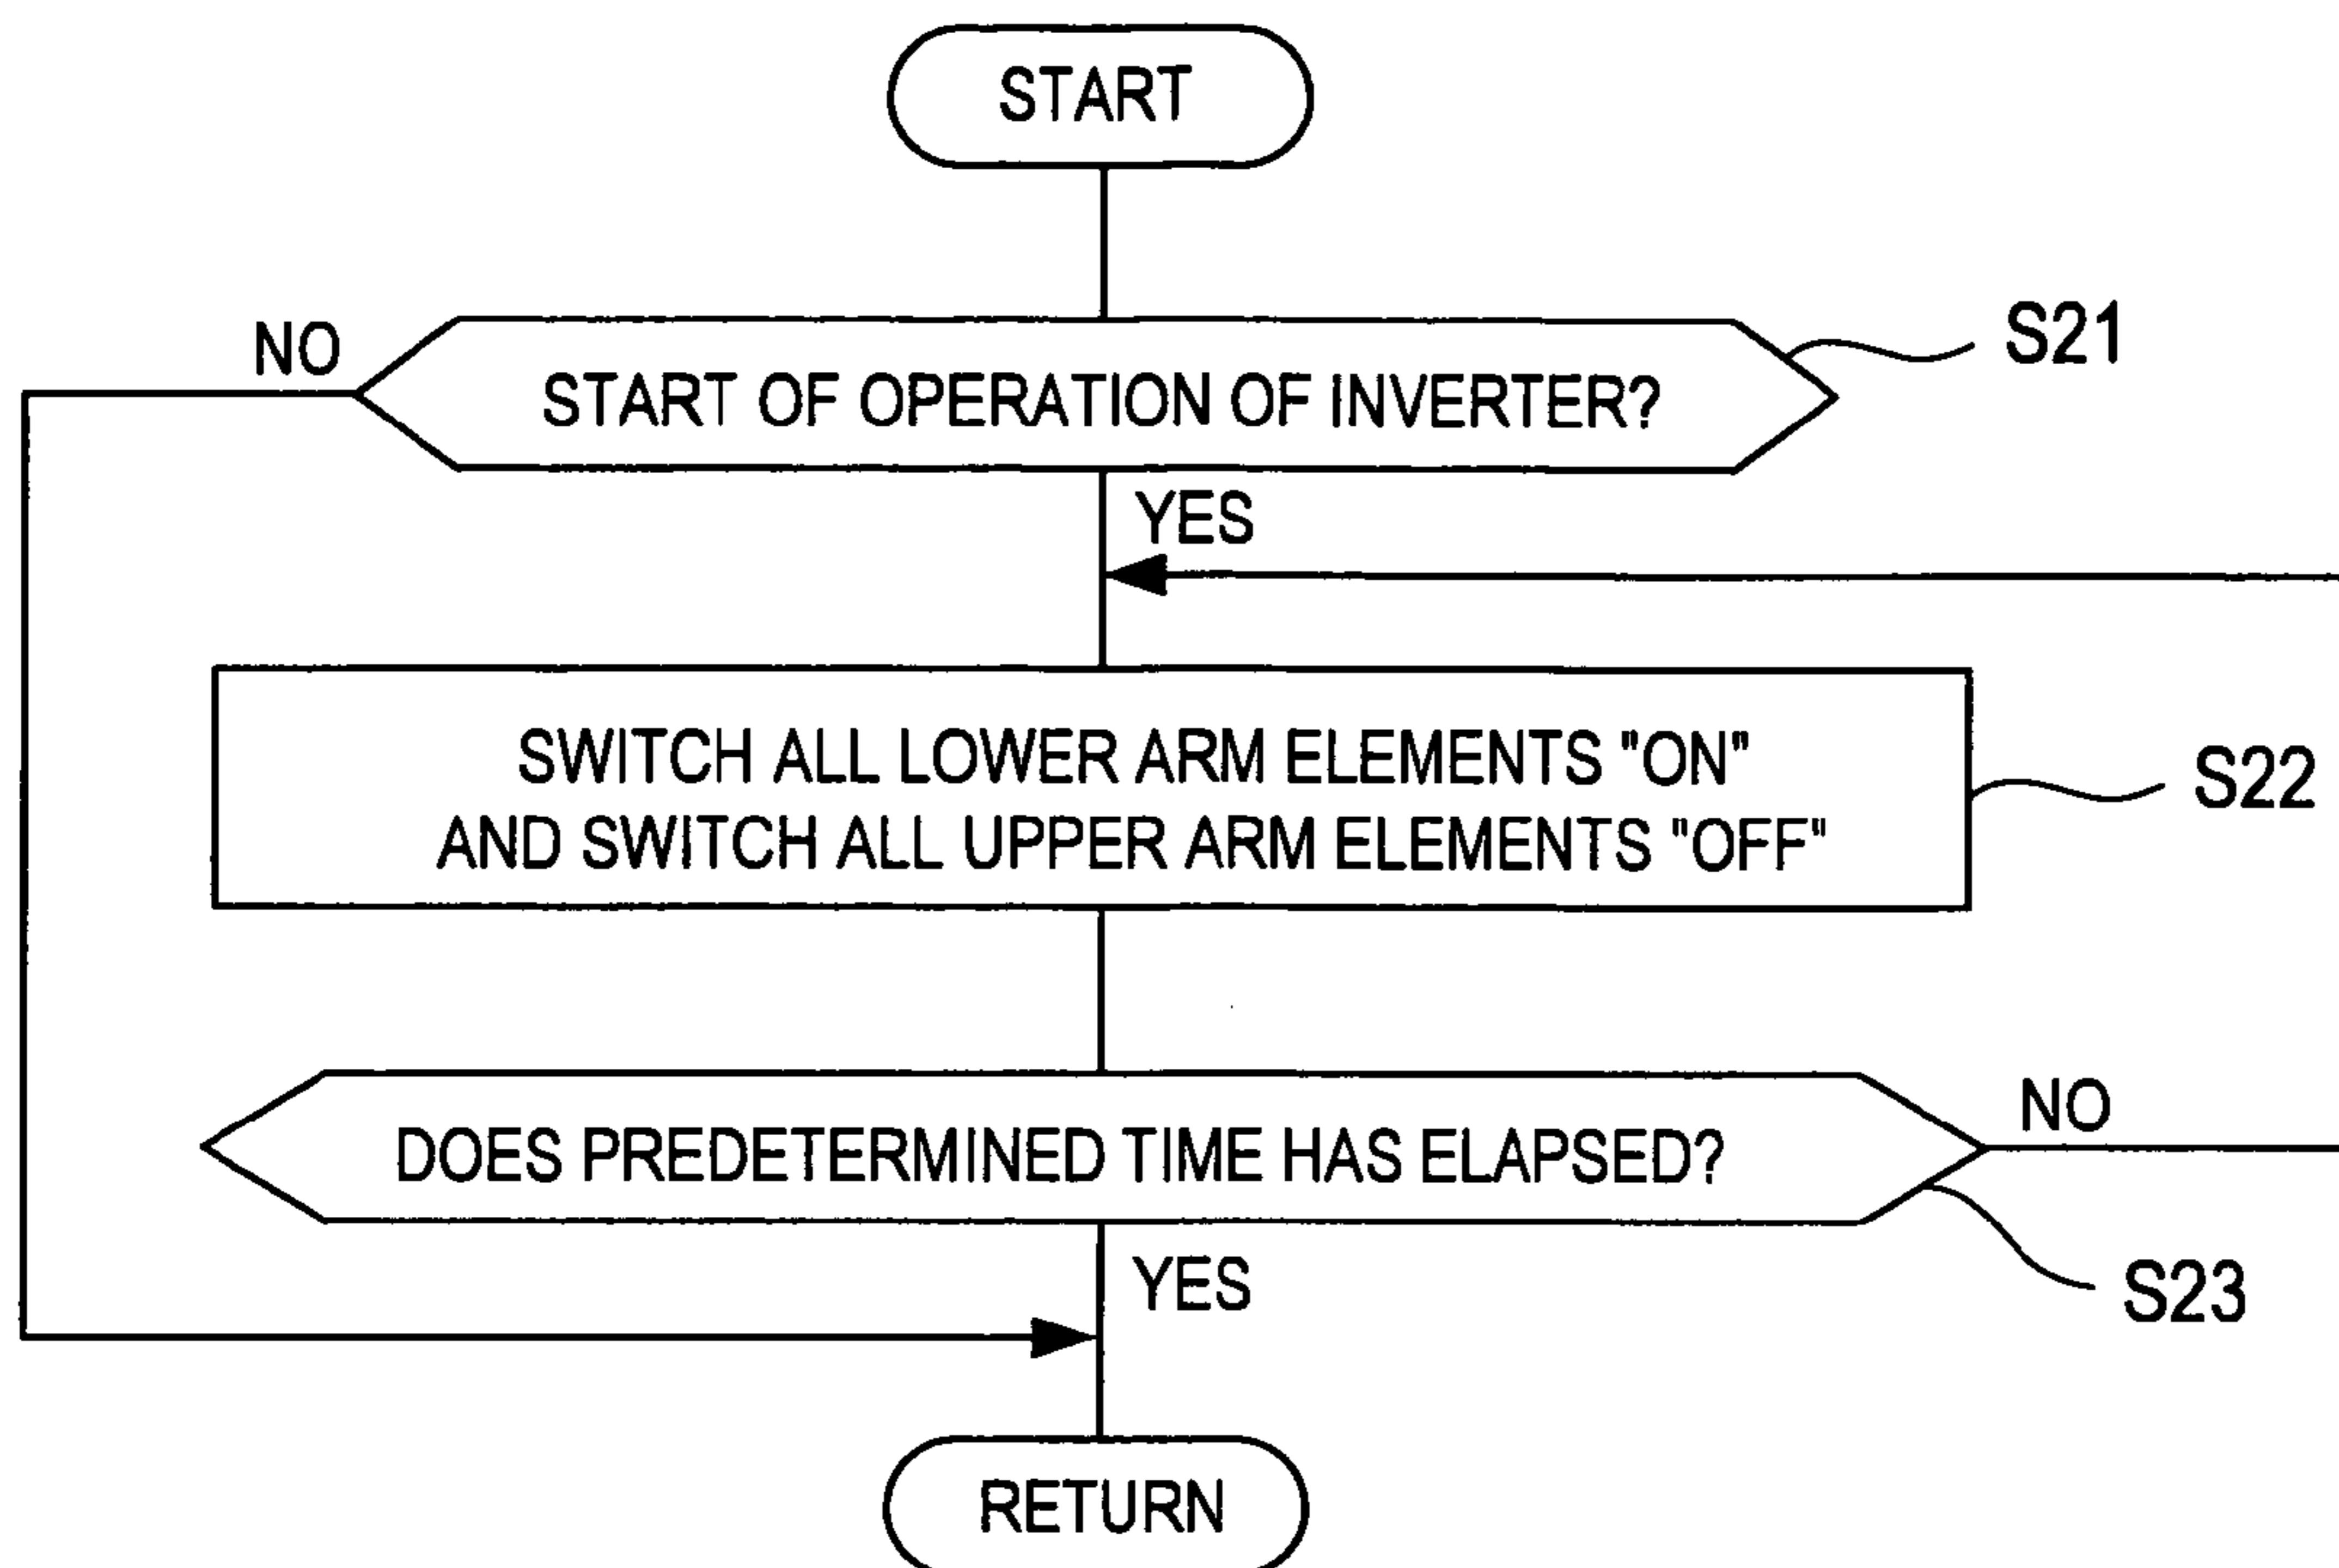 START
NO
START OF OPERATION OF INVERTER?
S21
YES
SWITCH ALL LOWER ARM ELEMENTS "ON"
AND SWITCH ALL UPPER ARM ELEMENTS "OFF"
S22
DOES PREDETERMINED TIME HAS ELAPSED?
NO
S23
YES
RETURN